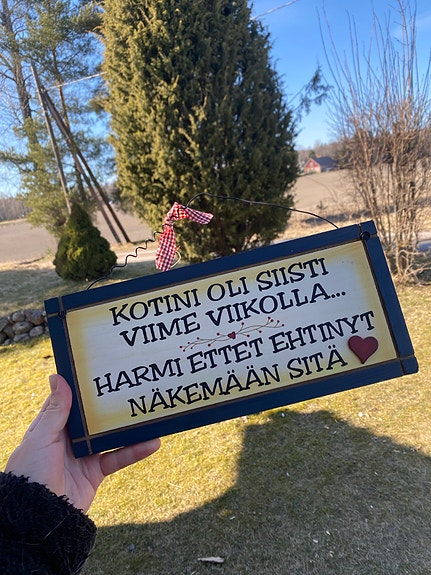 KOTINI OLI SIISTI
VIIME VIIKOLLA...
HARMI ETTET EHTINYT
NÄKEMÄÄN SITÄ